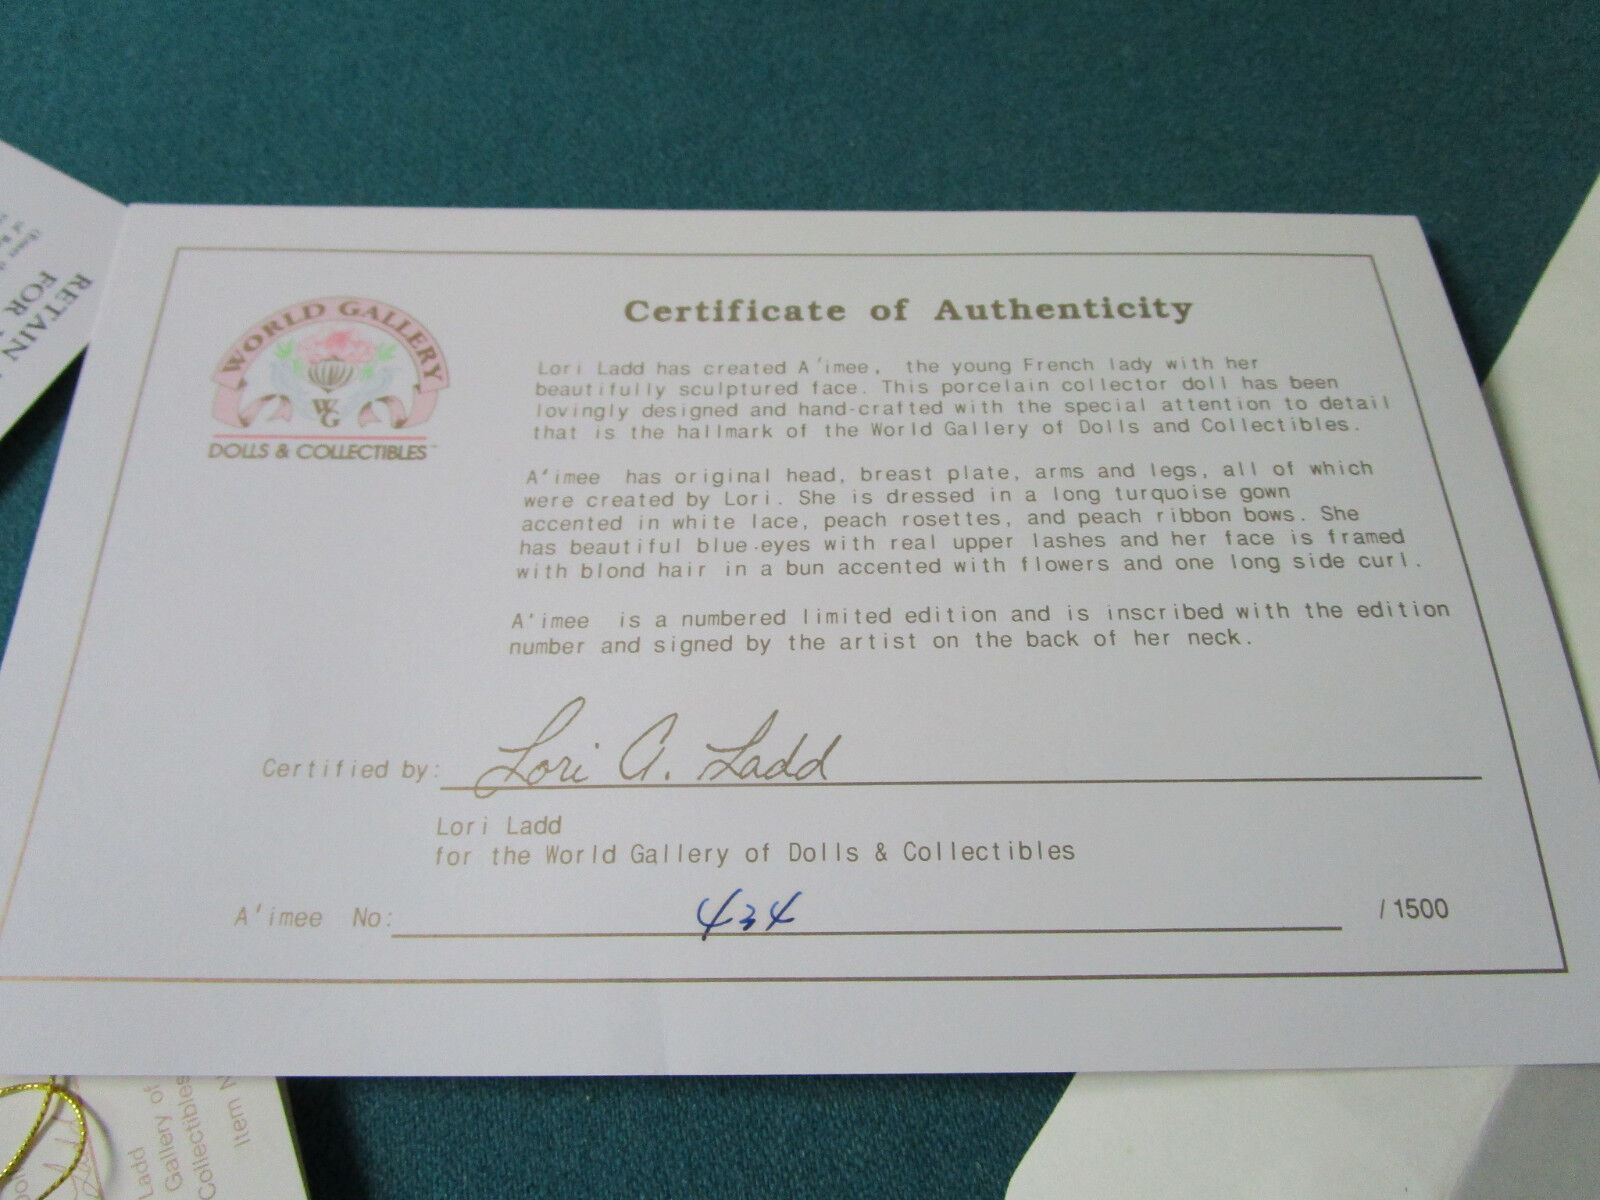 RETAIN
FOR
WORLD GALLERY
WG
DOLLS & COLLECTIBLES™
Certificate of Authenticity
Lori Ladd has created A'imee, the young French lady with her
beautifully sculptured face. This porcelain collector doll has been
lovingly designed and hand-crafted with the special attention to detail
that is the hallmark of the World Gallery of Dolls and Collectibles.
A'imee has original head, breast plate, arms and legs, all of which
were created by Lori. She is dressed in a long turquoise gown
accented in white lace, peach rosettes, and peach ribbon bows. She
has beautiful blue eyes with real upper lashes and her face is framed
with blond hair in a bun accented with flowers and one long side curl.
A'imee is a numbered limited edition and is inscribed with the edition
number and signed by the artist on the back of her neck.
Certified by: Lori A. Ladd
Lori Ladd
for the World Gallery of Dolls & Collectibles
A'imee No: 434 /1500
Ladd
Gallery of
Collectibles
Item